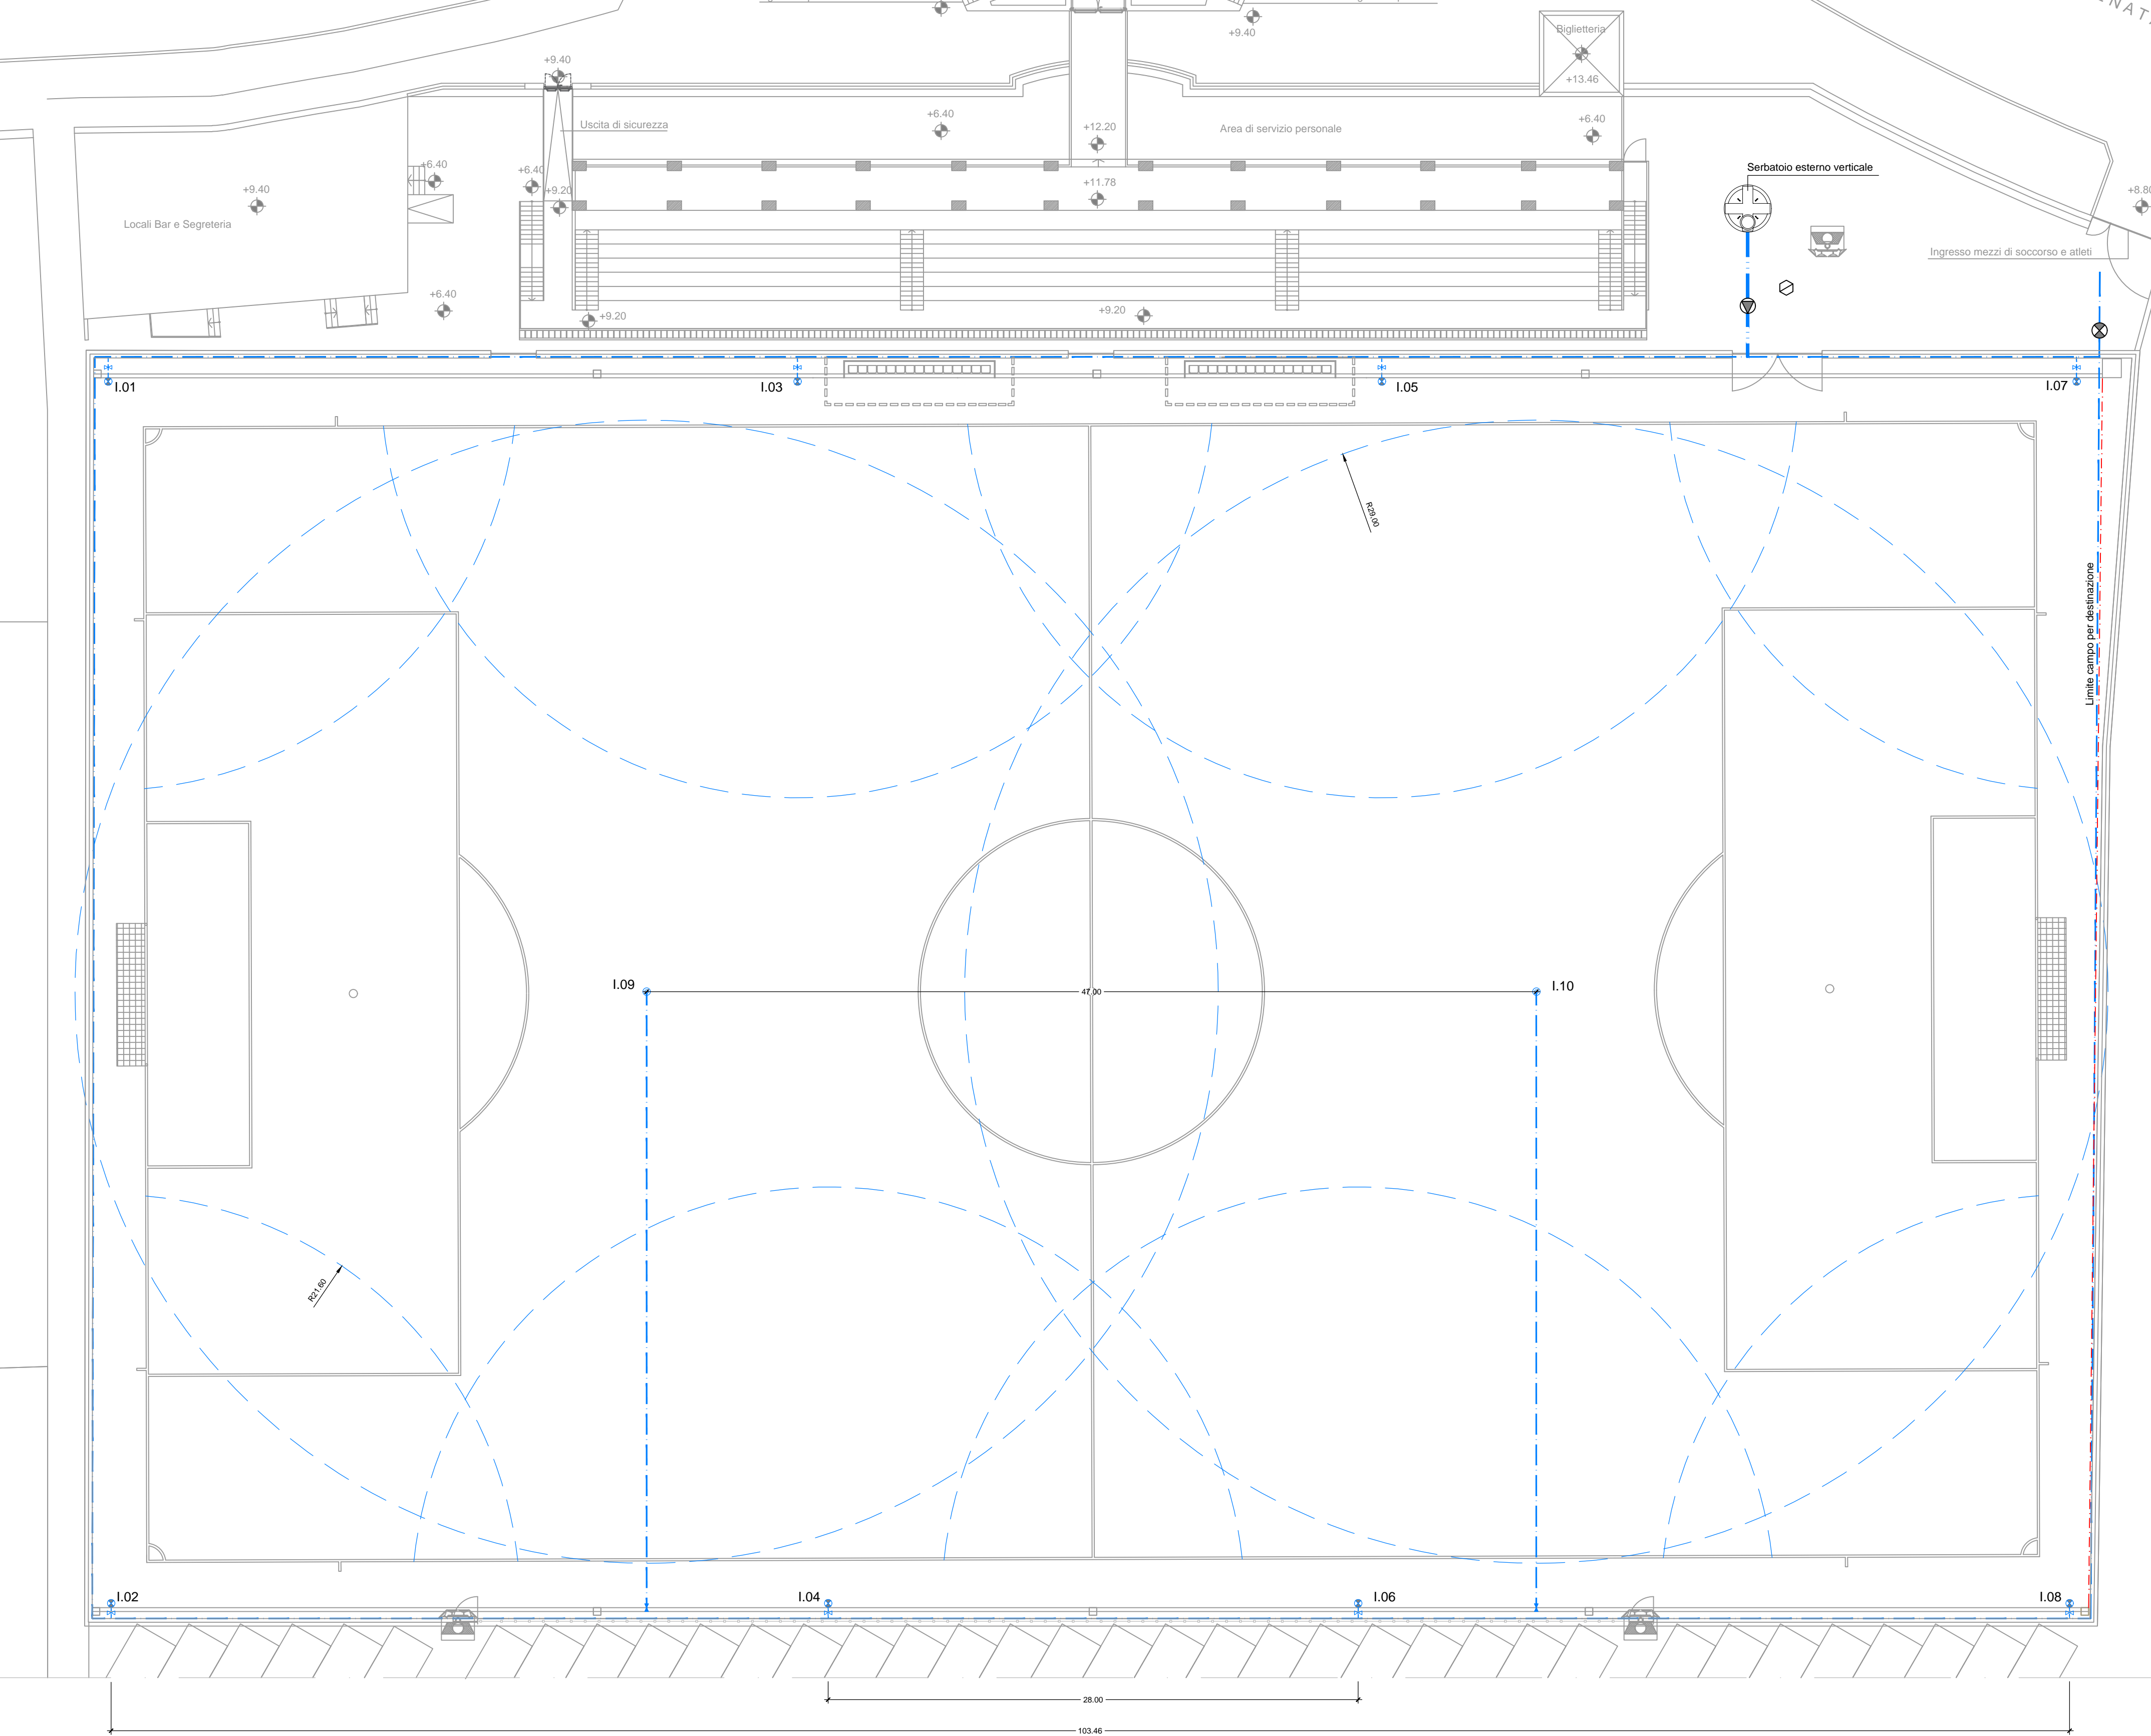 +9.40
Biglietteria
+13.46
+9.40
Uscita di sicurezza
+6.40
+12.20
Area di servizio personale
+6.40
+6.40
+6.40
+9.40
+9.20
+11.78
Serbatoio esterno verticale
+8.80
Locali Bar e Segreteria
Ingresso mezzi di soccorso e atleti
+6.40
+9.20
+9.20
I.01
I.03
I.05
I.07
R29.00
Limite campo per destinazione
I.09
47.00
I.10
R21.60
I.02
I.04
I.06
I.08
28.00
103.46